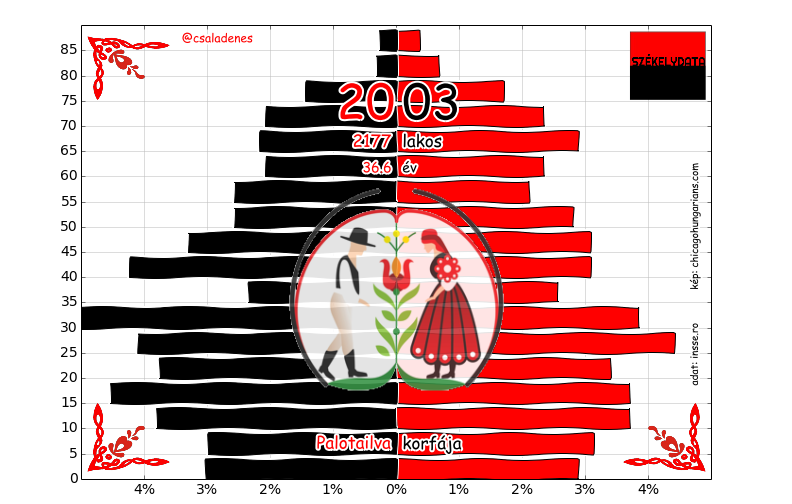 @csaladenes
SZÉKELYDATA
2003
2177 lakos
36.6 év
kép: chicagohungarians.com
adat: insse.ro
Palotailva korfája
85
80
75
70
65
60
55
50
45
40
35
30
25
20
15
10
5
0
4% 3% 2% 1% 0% 1% 2% 3% 4%